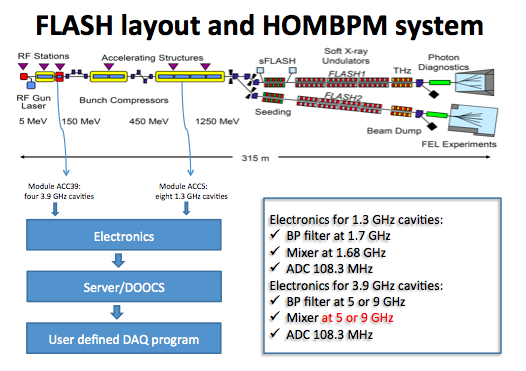 FLASH layout and HOMBPM system
RF Stations
Accelerating Structures
sFLASH
Soft X-ray
Undulators
FLASH1
THz
Photon
Diagnostics
RF Gun
Laser
Bunch Compressors
FLASH2
Seeding
Beam Dump
FEL Experiments
5 MeV
150 MeV
450 MeV
1250 MeV
315 m
Module ACC39:
four 3.9 GHz cavities
Module ACC5:
eight 1.3 GHz cavities
Electronics
Server/DOOCS
User defined DAQ program
Electronics for 1.3 GHz cavities:
✓ BP filter at 1.7 GHz
✓ Mixer at 1.68 GHz
✓ ADC 108.3 MHz
Electronics for 3.9 GHz cavities:
✓ BP filter at 5 or 9 GHz
✓ Mixer at 5 or 9 GHz
✓ ADC 108.3 MHz